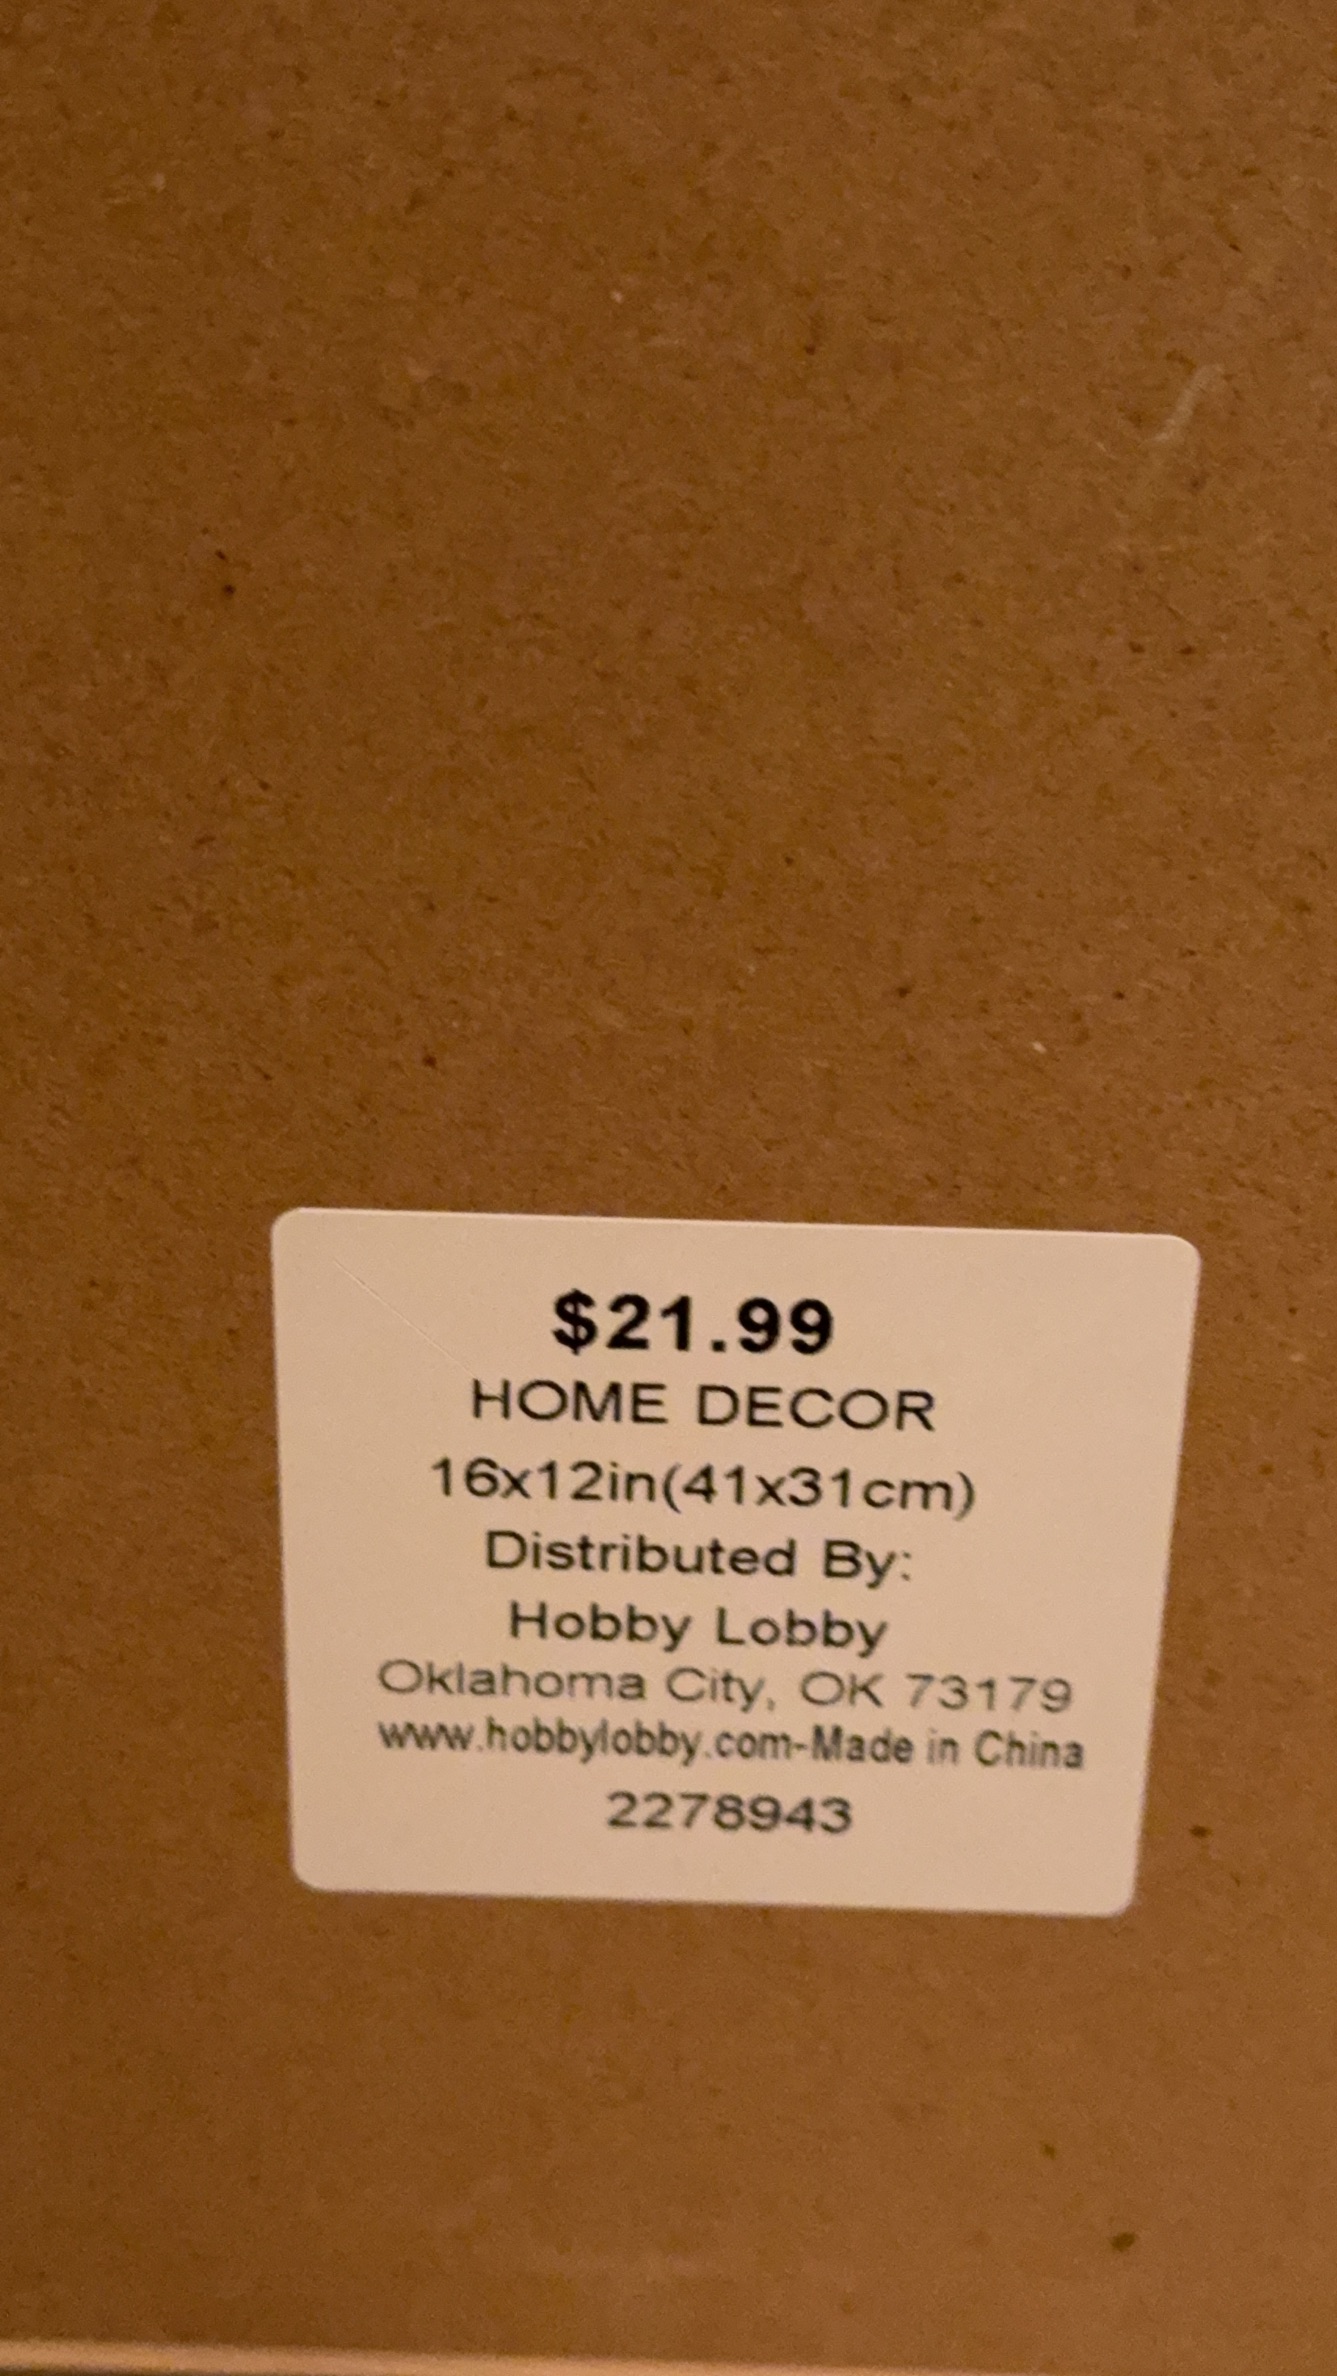 $21.99
HOME DECOR
16x12in(41x31cm)
Distributed By:
Hobby Lobby
Oklahoma City, OK 73179
www.hobbylobby.com-Made in China
2278943